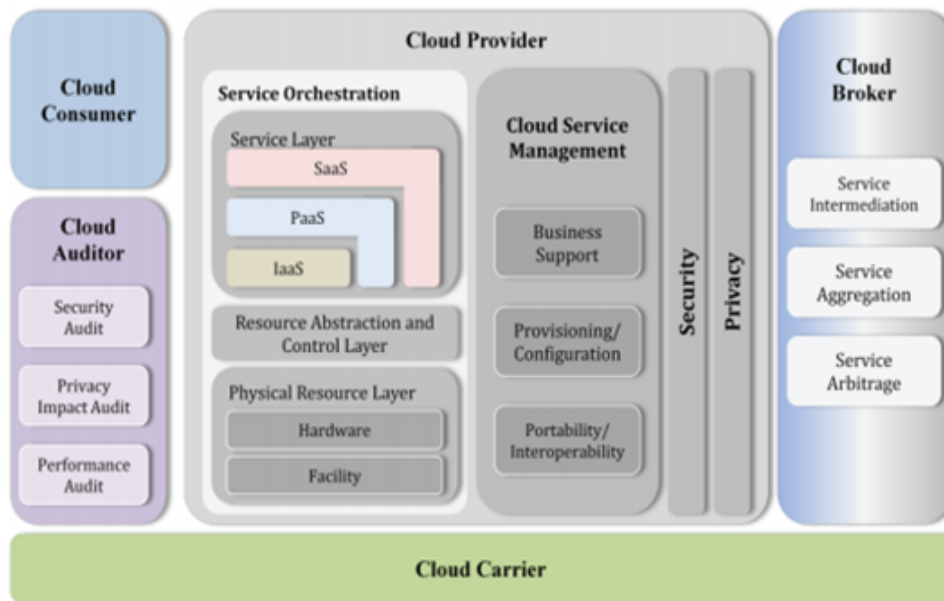 Cloud
Consumer
Cloud
Auditor
Security
Audit
Privacy
Impact Audit
Performance
Audit
Cloud Provider
Service Orchestration
Service Layer
SaaS
PaaS
IaaS
Resource Abstraction and
Control Layer
Physical Resource Layer
Hardware
Facility
Cloud Service
Management
Business
Support
Provisioning/
Configuration
Portability/
Interoperability
Security
Privacy
Cloud
Broker
Service
Intermediation
Service
Aggregation
Service
Arbitrage
Cloud Carrier